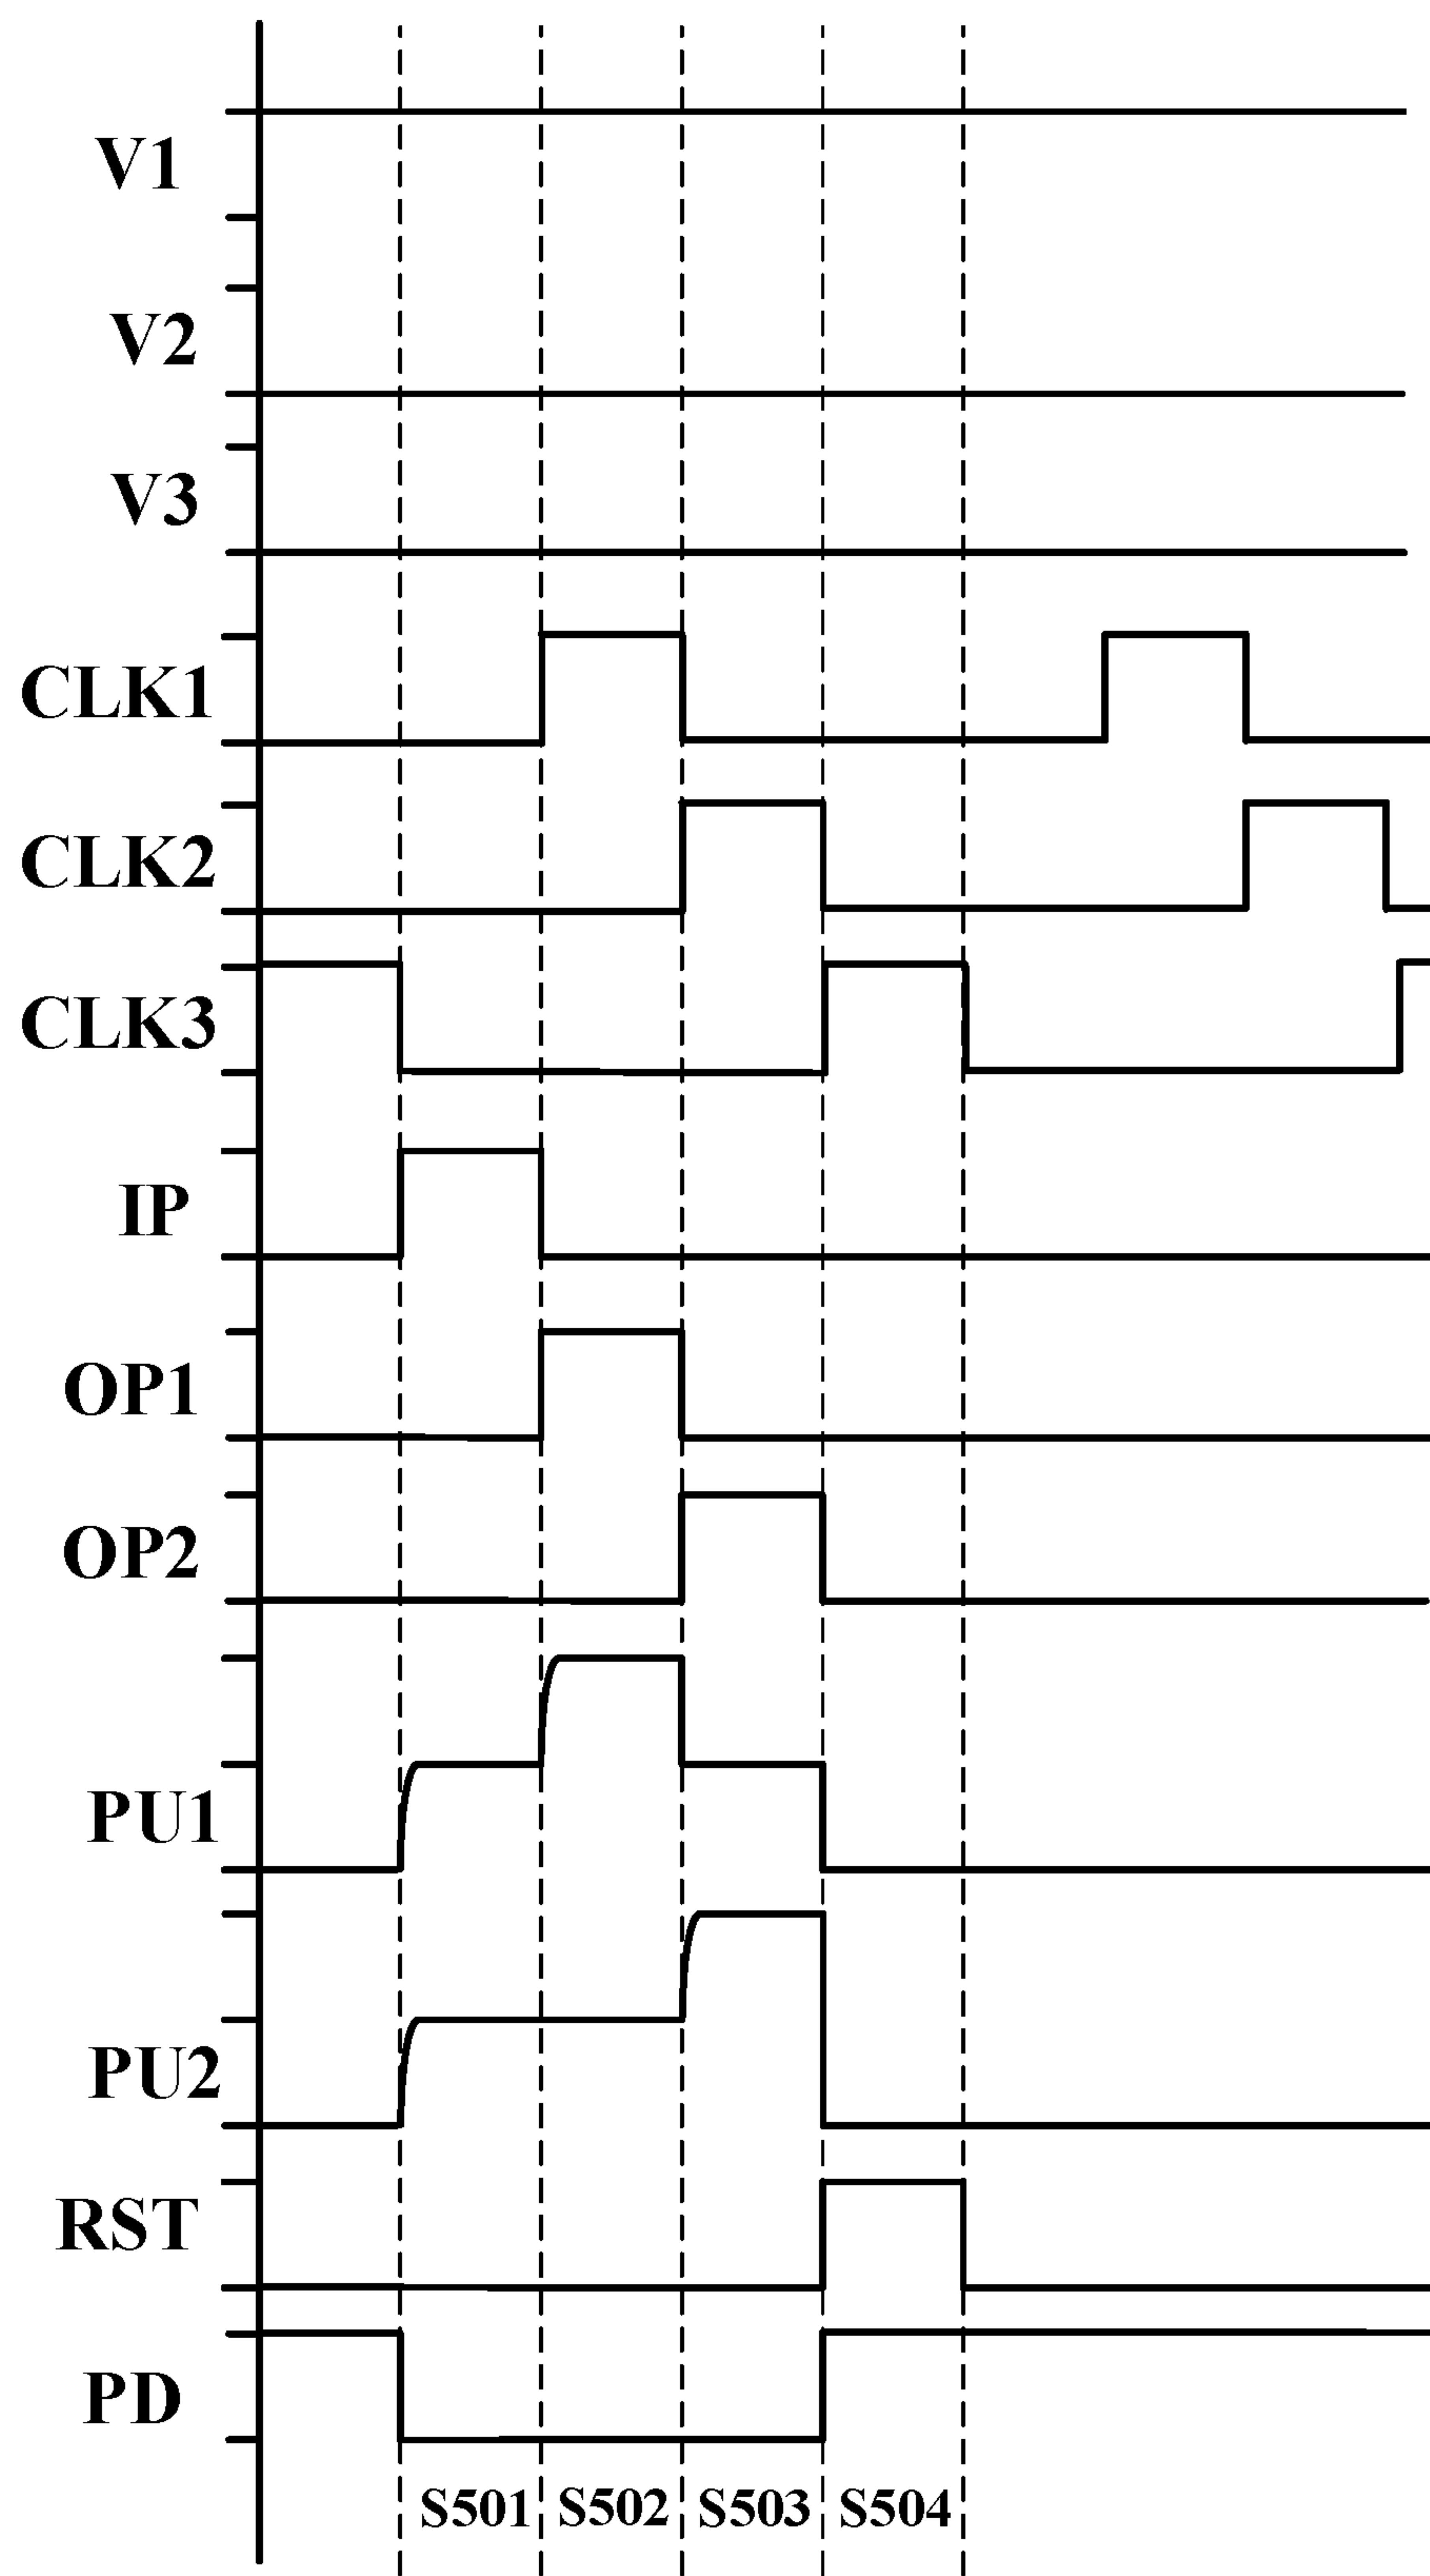 V1
V2
V3
CLK1
CLK2
CLK3
IP
OP1
OP2
PU1
PU2
RST
PD
S501 S502 S503 S504